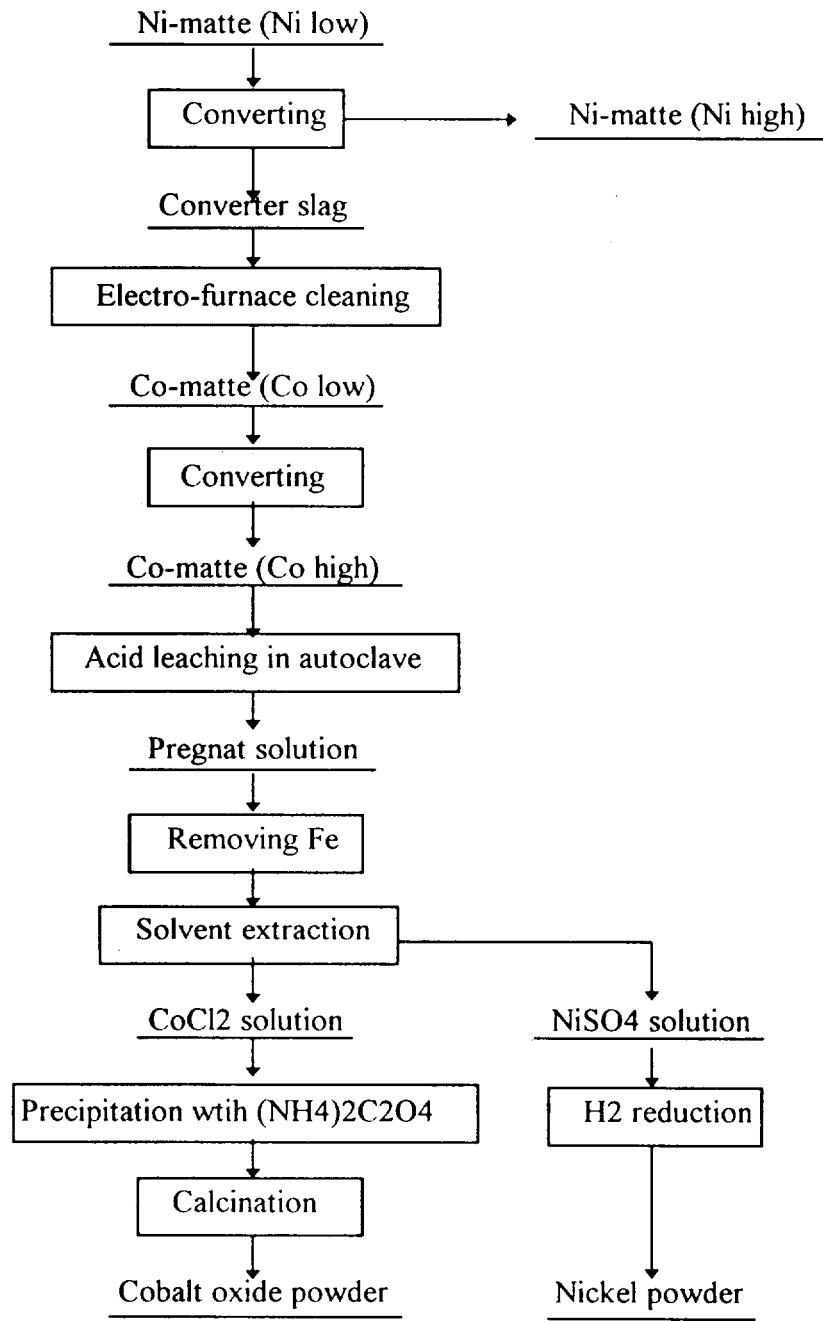 Ni-matte (Ni low)
Converting
Ni-matte (Ni high)
Converter slag
Electro-furnace cleaning
Co-matte (Co low)
Converting
Co-matte (Co high)
Acid leaching in autoclave
Pregnat solution
Removing Fe
Solvent extraction
CoCl2 solution
NiSO4 solution
Precipitation wtih (NH4)2C2O4
H2 reduction
Calcination
Cobalt oxide powder
Nickel powder